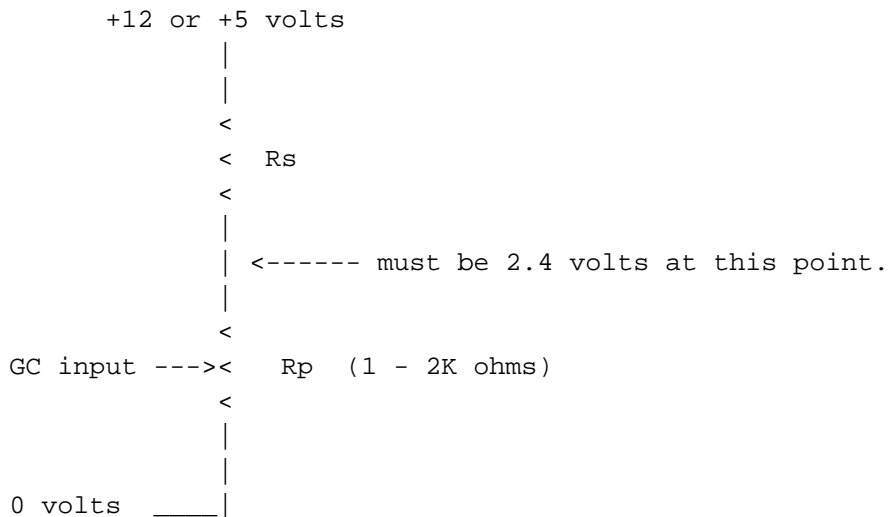 +12 or +5 volts
|
|
<
< Rs
<
|
| <------ must be 2.4 volts at this point.
|
<
GC input ---><    Rp  (1 - 2K ohms)
<
|
|
0 volts ____|